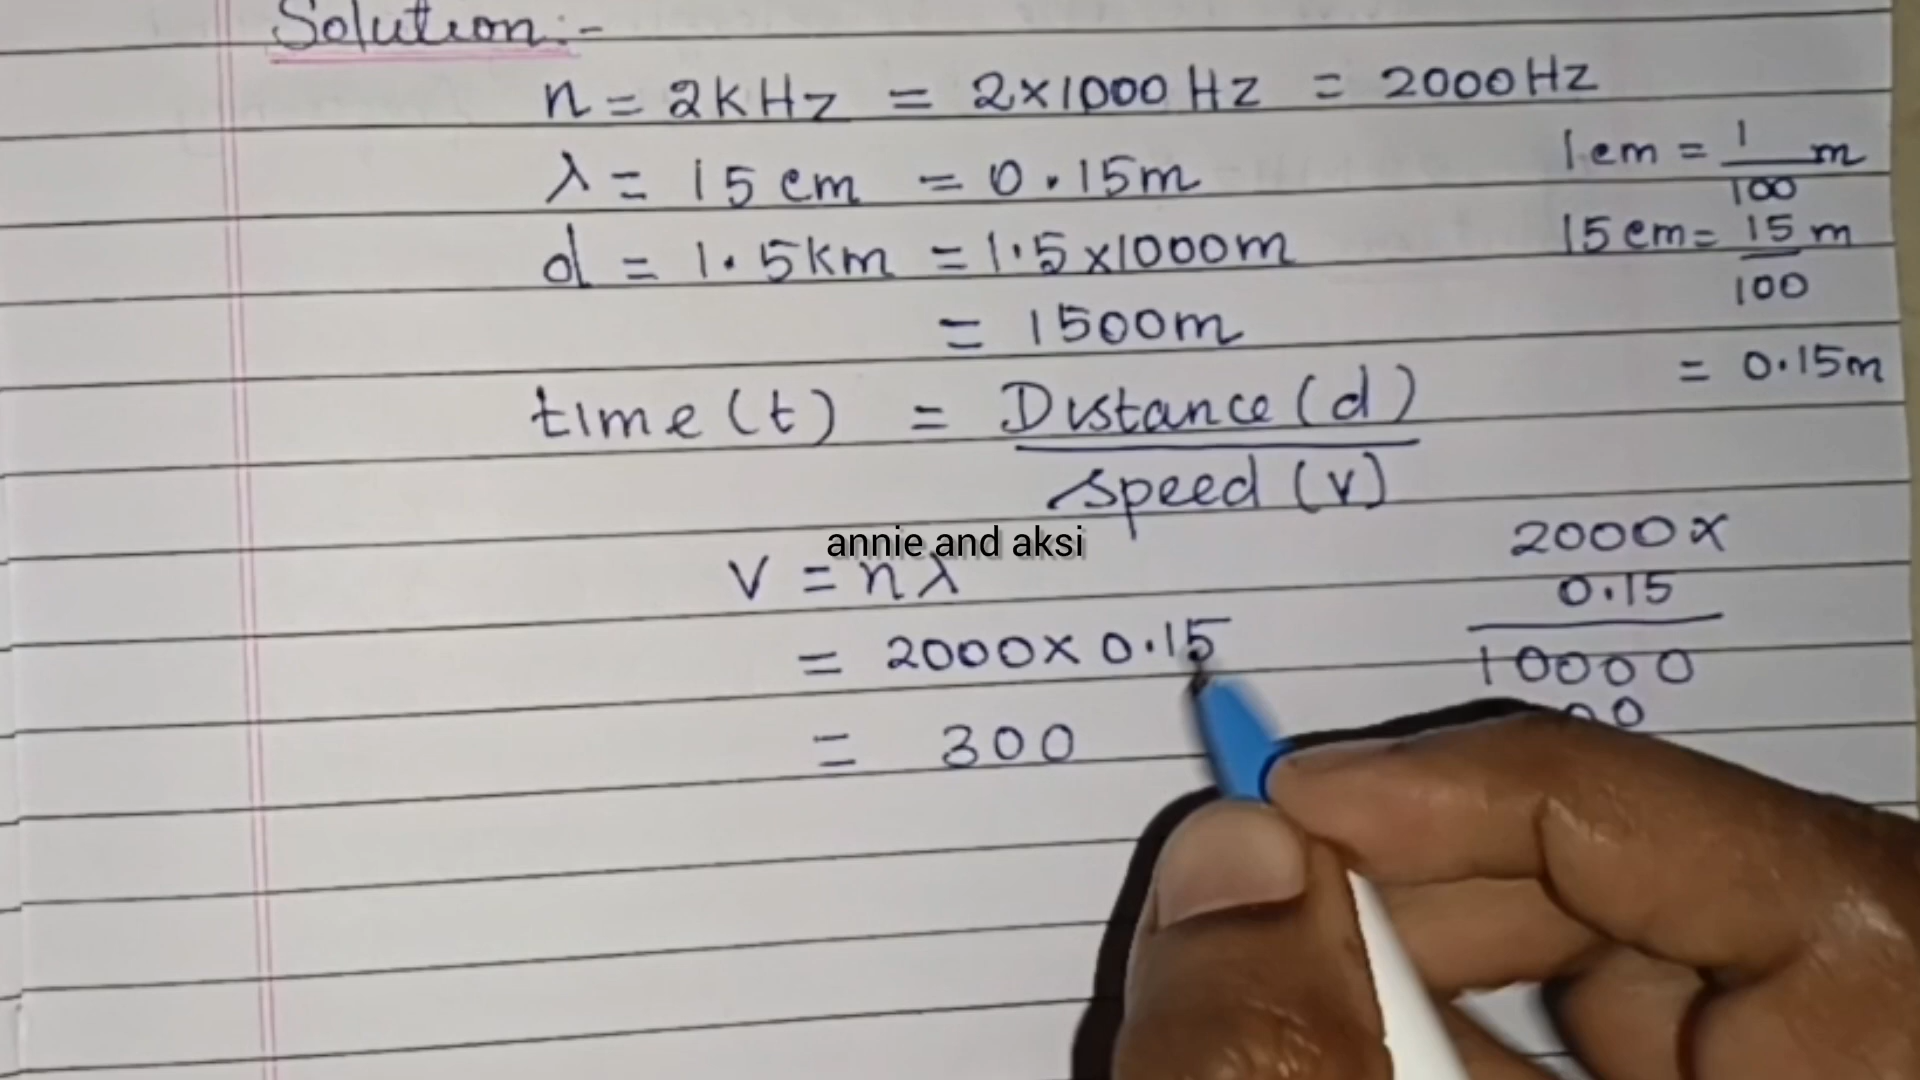 Solution:-
n = 2KHz = 2×1000 Hz = 2000Hz
λ = 15 cm = 0.15m
d = 1.5km = 1.5×1000m
= 1500m
time (t) = Distance (d)
speed (v)
annie and aksi
v = nλ
= 2000× 0.15
= 300
1cm = 1 m
100
15cm = 15 m
100
= 0.15m
2000×
0.15
10000
00